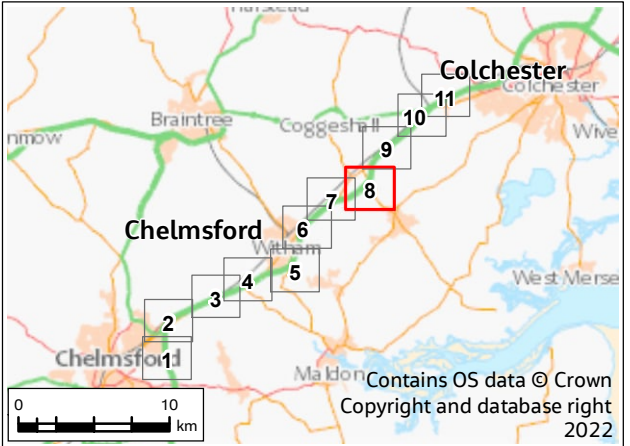 Halstead
Colchester
Colchester
11
10
Braintree
Coggeshall
nmow
Wive
9
8
7
Chelmsford
6
Witham
5
4
West Merse
3
2
Chelmsford
1
Maldon
Contains OS data © Crown
Copyright and database right
2022
0 10
km